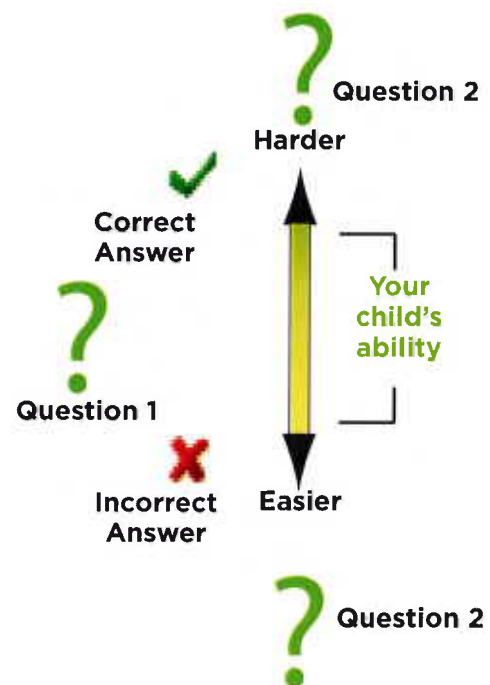 ? Question 2
Harder
Correct
Answer
Your
child's
ability
?
Question 1
Incorrect
Answer
Easier
? Question 2